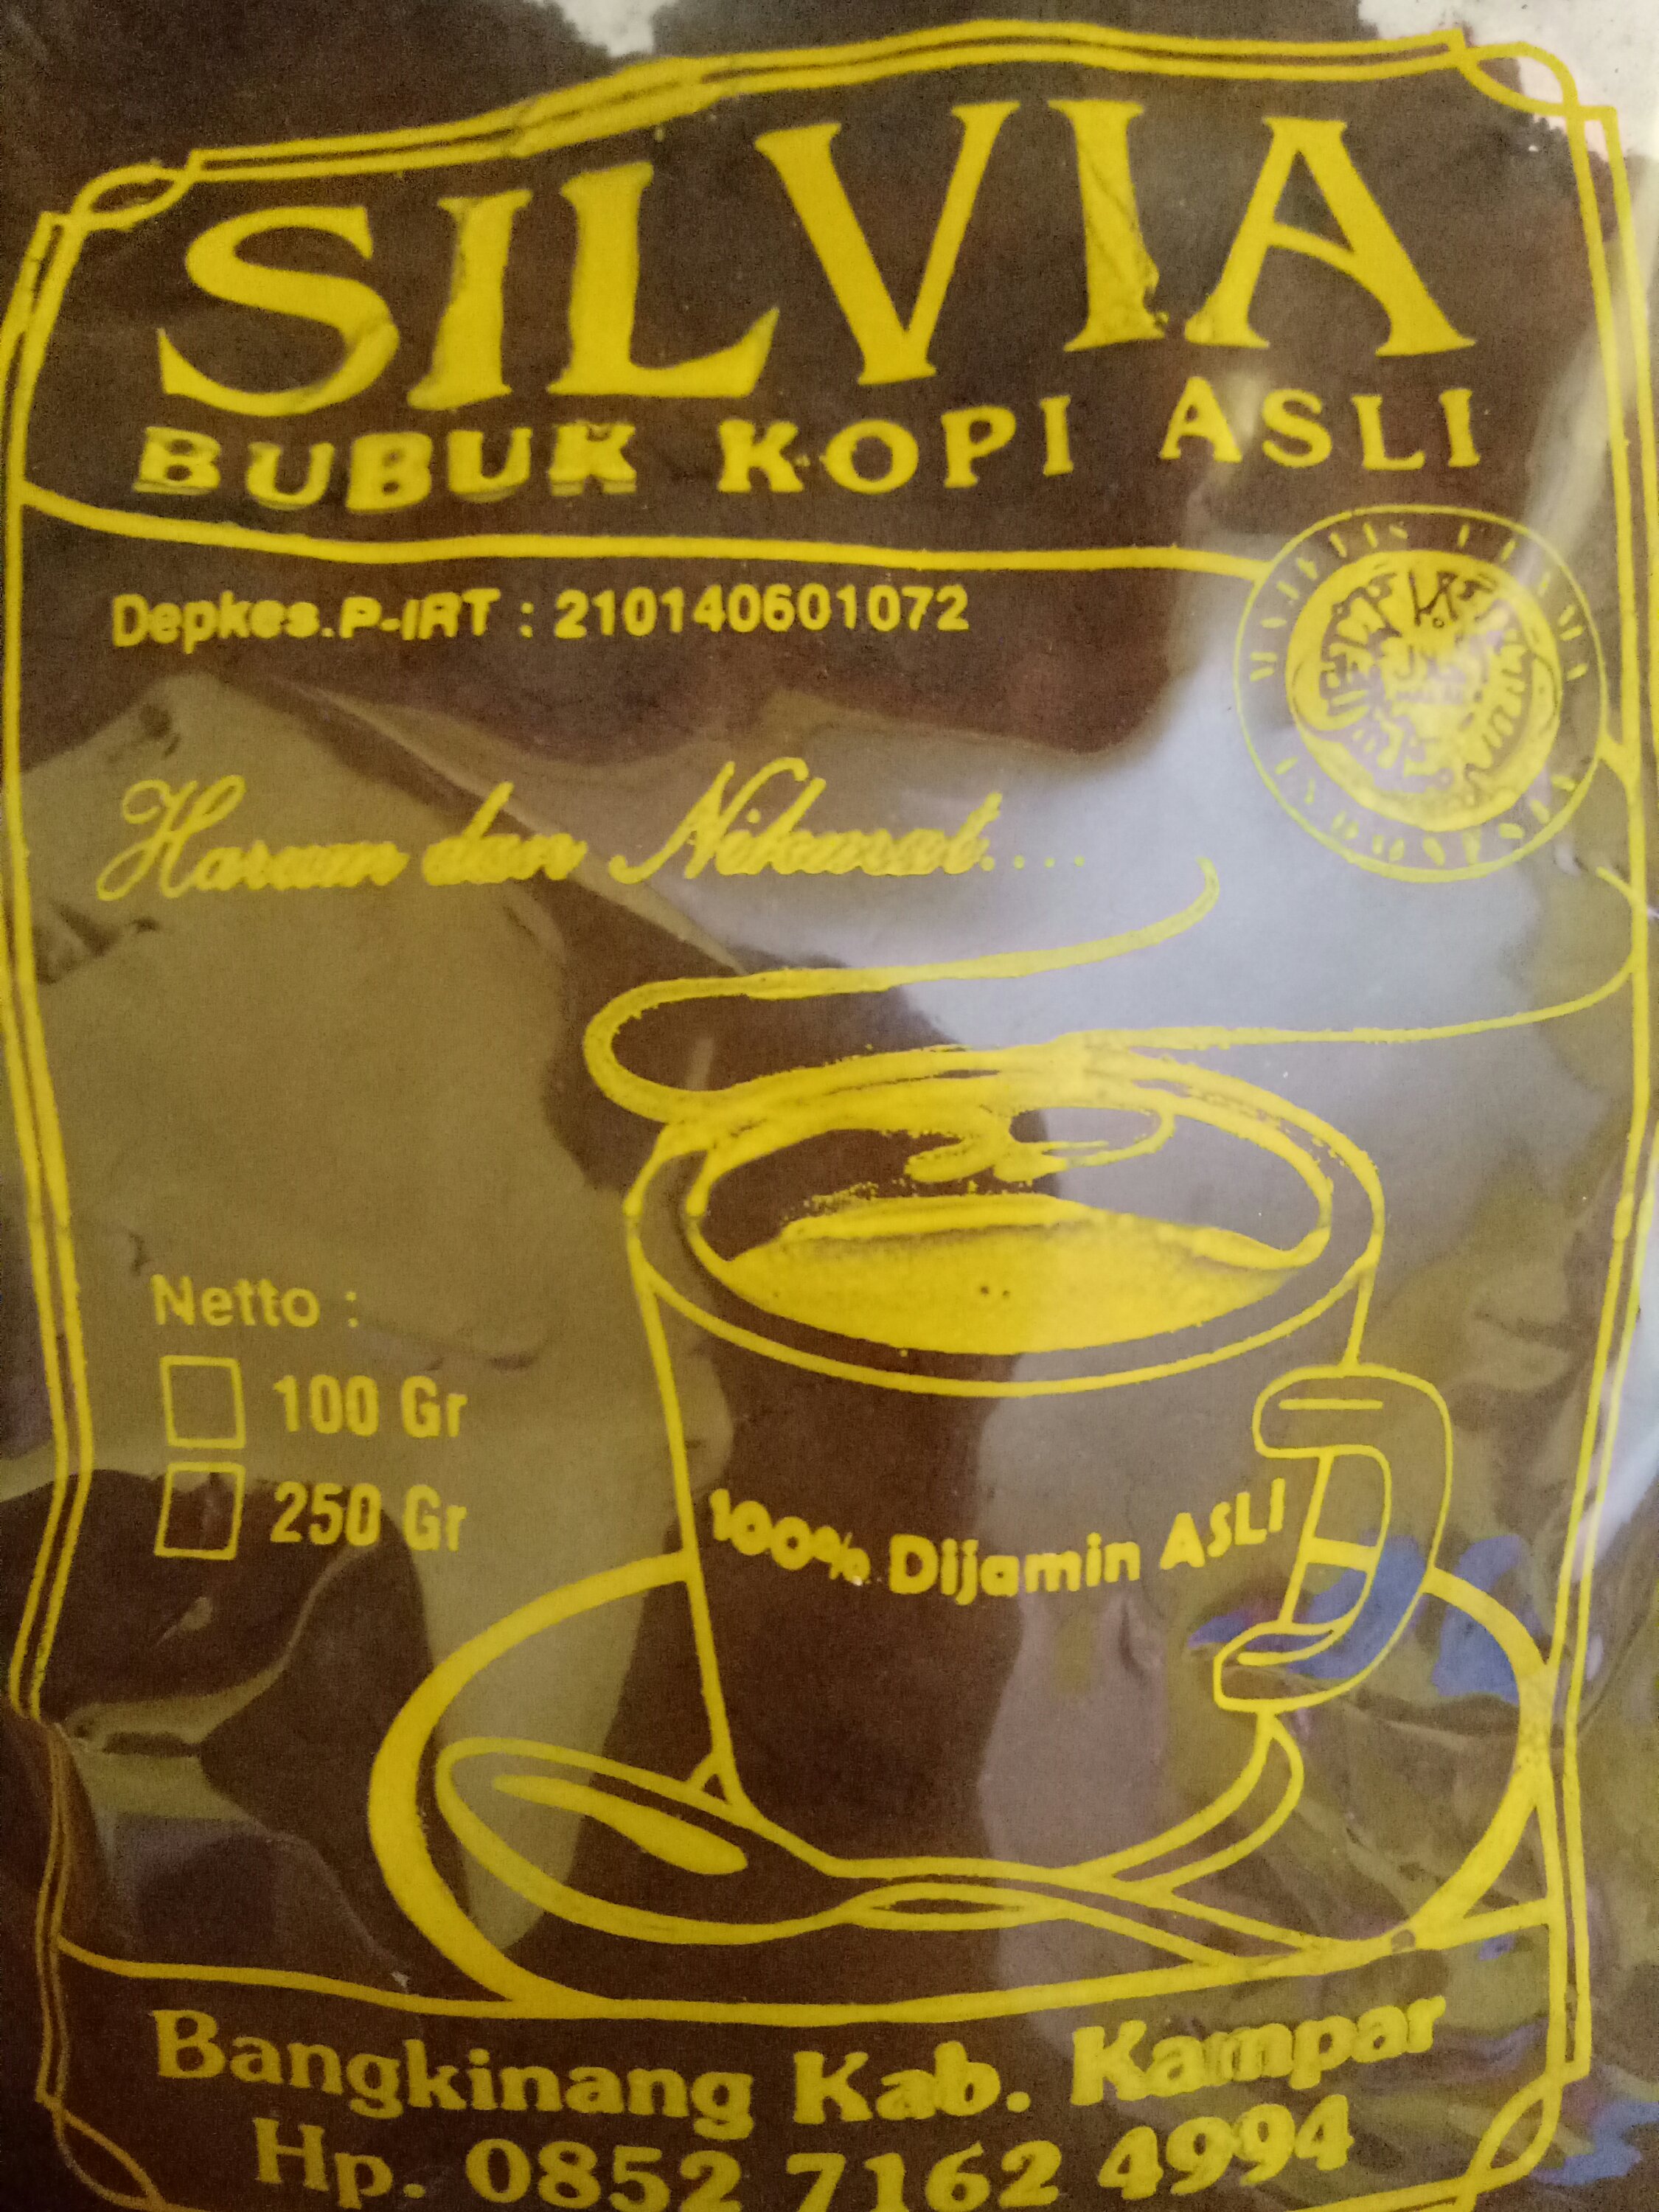 SILVIA
BUBUK KOPI ASLI
Depkes.P-IRT : 210140601072
Harum dan Nikmat....
Netto :
100 Gr
250 Gr
100% Dijamin ASLI
Bangkinang Kab. Kampar
Hp. 0852 7162 4994